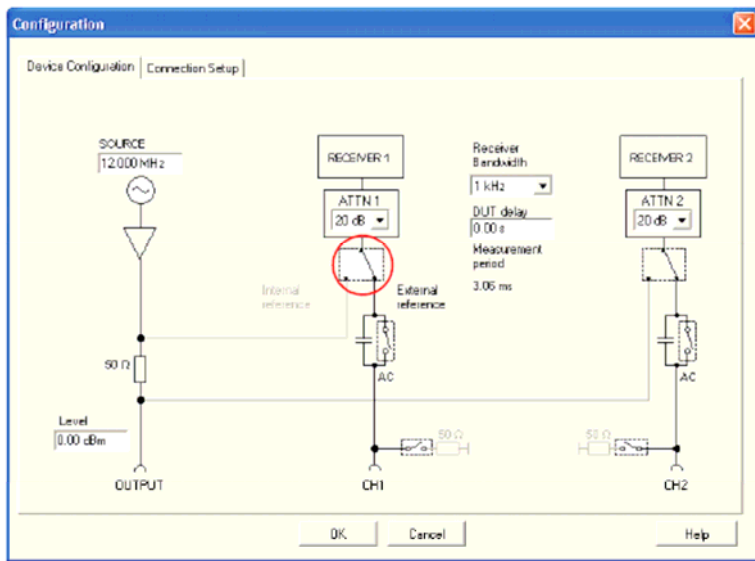 Configuration
Device Configuration
Connection Setup
SOURCE
12.000 MHz
RECEIVER 1
ATTN 1
20 dB
Receiver
Bandwidth
1 kHz
DUT delay
0.00 s
Measurement
period
3.06 ms
RECEIVER 2
ATTN 2
20 dB
Internal
reference
External
reference
50 Ω
AC
AC
Level
0.00 dBm
50 Ω
50 Ω
OUTPUT
CH1
CH2
OK
Cancel
Help